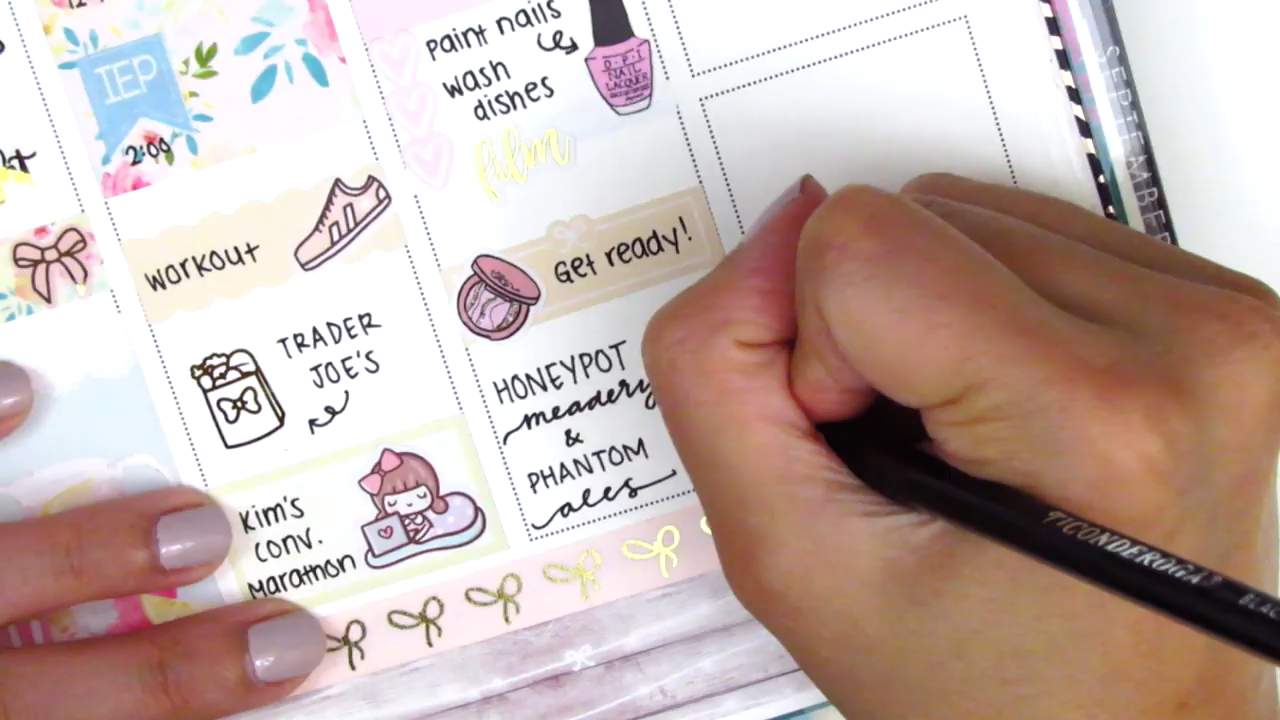 IEP
2:00
workout
TRADER
JOE'S
Kim's
conv.
Marathon
paint nails
wash
dishes
O.P.I
NAIL
LACQUER
film
Get ready!
HONEYPOT
meadery
&
PHANTOM
ales
SEPTEMBER
TICONDEROGA®